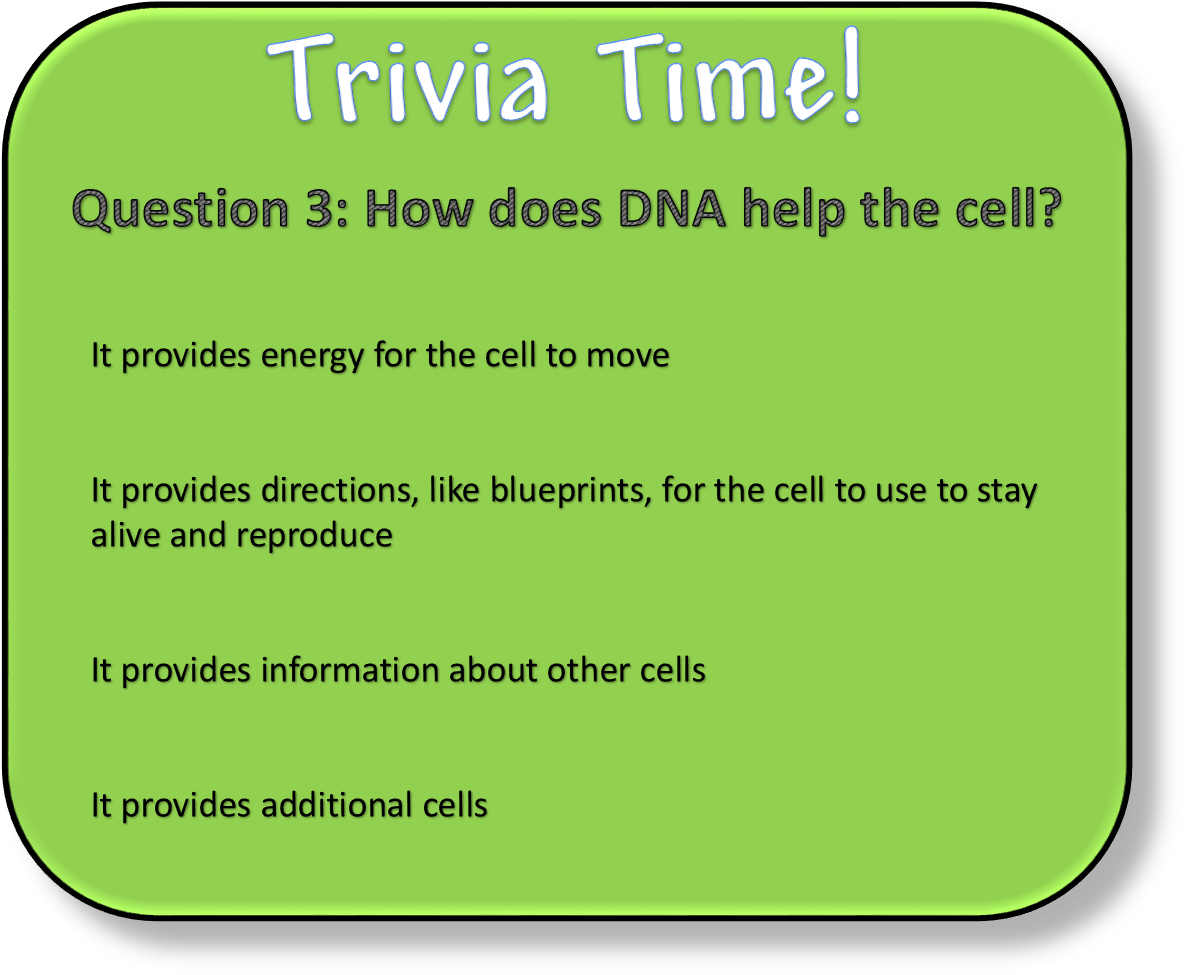 Trivia Time!
Question 3: How does DNA help the cell?
It provides energy for the cell to move
It provides directions, like blueprints, for the cell to use to stay
alive and reproduce
It provides information about other cells
It provides additional cells